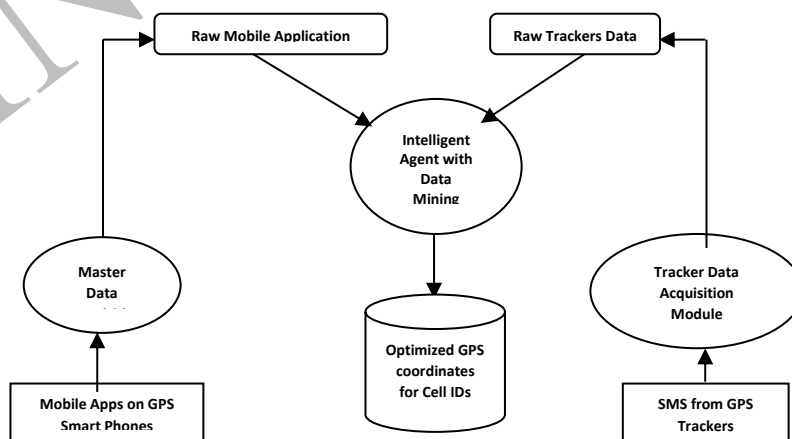 Raw Mobile Application
Raw Trackers Data
Intelligent
Agent with
Data
Mining
Master
Data
Tracker Data
Acquisition
Module
Optimized GPS
coordinates
for Cell IDs
Mobile Apps on GPS
Smart Phones
SMS from GPS
Trackers